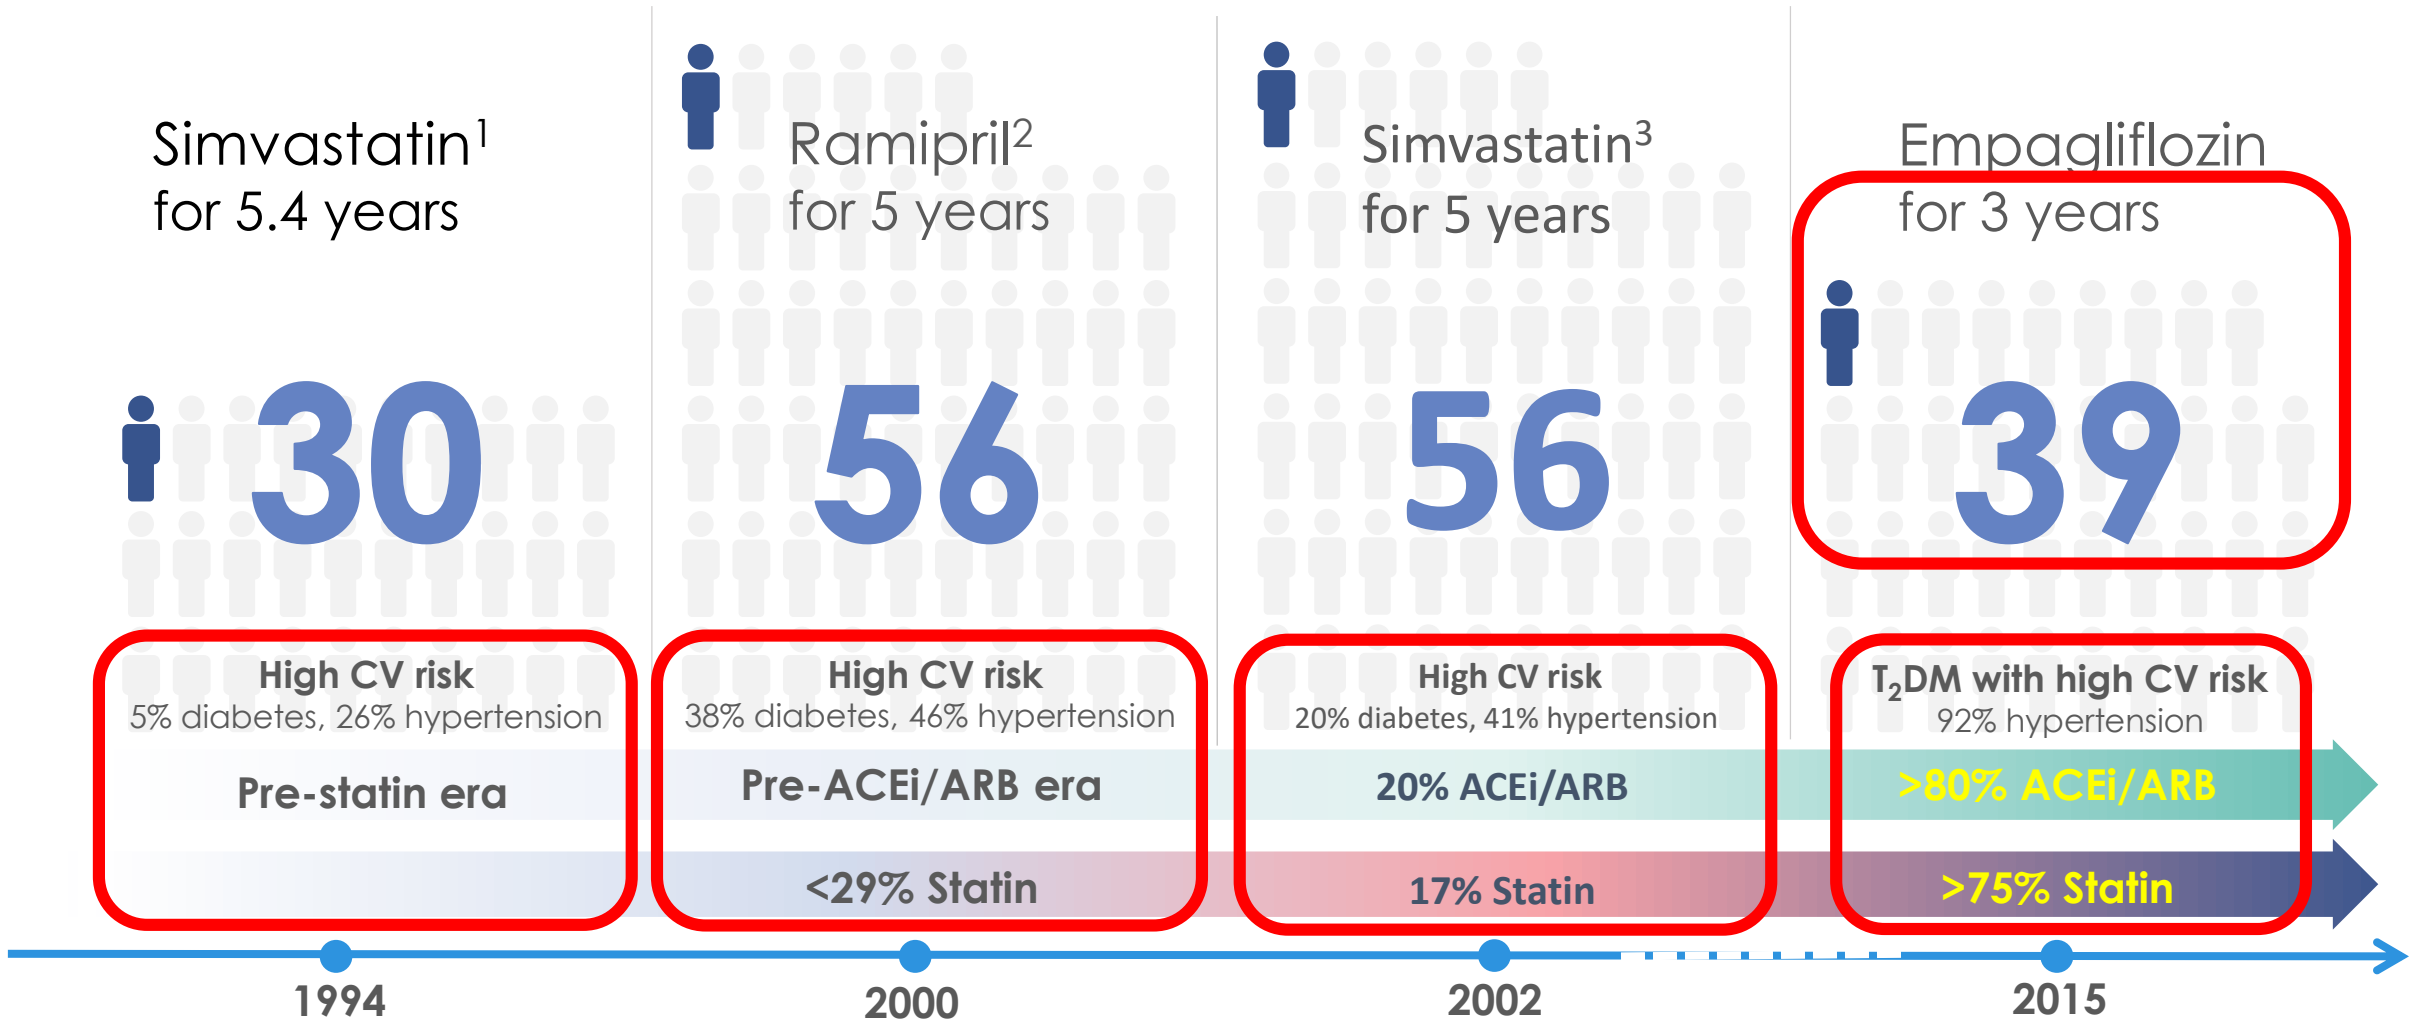 Simvastatin¹
for 5.4 years
30
High CV risk
5% diabetes, 26% hypertension
Pre-statin era
1994
Ramipril²
for 5 years
56
High CV risk
38% diabetes, 46% hypertension
Pre-ACEi/ARB era
<29% Statin
2000
Simvastatin³
for 5 years
56
High CV risk
20% diabetes, 41% hypertension
20% ACEi/ARB
17% Statin
2002
Empagliflozin
for 3 years
39
T₂DM with high CV risk
92% hypertension
>80% ACEi/ARB
>75% Statin
2015